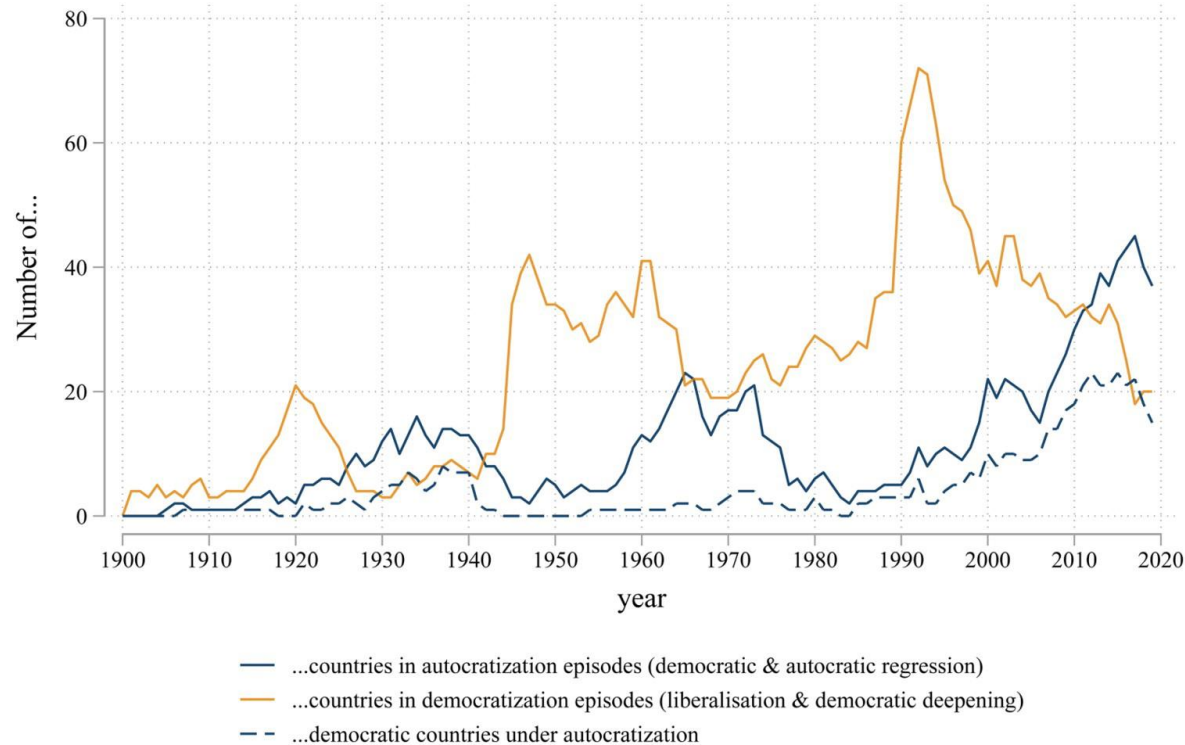 80
60
40
20
0
Number of...
1900 1910 1920 1930 1940 1950 1960 1970 1980 1990 2000 2010 2020
year
...countries in autocratization episodes (democratic & autocratic regression)
...countries in democratization episodes (liberalisation & democratic deepening)
...democratic countries under autocratization